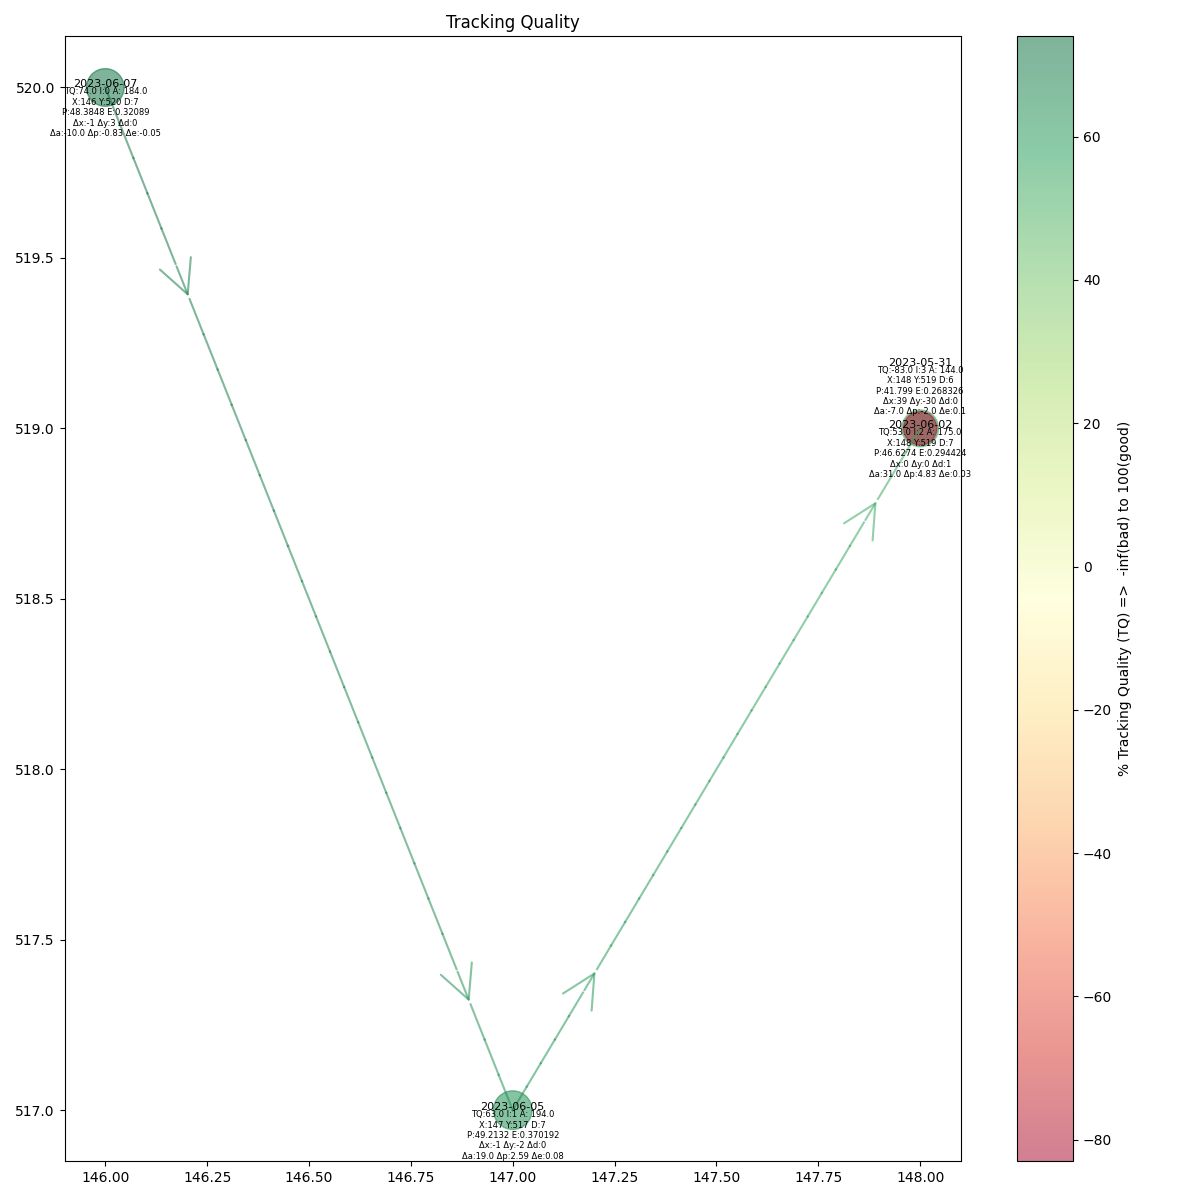 Tracking Quality
520.0
519.5
519.0
518.5
518.0
517.5
517.0
2023-06-07
TQ:74.0 I:0 A: 184.0
X:146 Y:520 D:7
P:48.3848 E:0.32089
Δx:-1 Δy:3 Δd:0
Δa:-10.0 Δp:-0.83 Δe:-0.05
2023-05-31
TQ:-83.0 I:3 A: 144.0
X:148 Y:519 D:6
P:41.799 E:0.268326
Δx:39 Δy:-30 Δd:0
Δa:-7.0 Δp:-2.0 Δe:0.1
2023-06-02
TQ:53.0 I:2 A: 175.0
X:148 Y:519 D:7
P:46.6274 E:0.294424
Δx:0 Δy:0 Δd:1
Δa:31.0 Δp:4.83 Δe:0.03
2023-06-05
TQ:63.0 I:1 A: 194.0
X:147 Y:517 D:7
P:49.2132 E:0.370192
Δx:-1 Δy:-2 Δd:0
Δa:19.0 Δp:2.59 Δe:0.08
146.00 146.25 146.50 146.75 147.00 147.25 147.50 147.75 148.00
60
40
20
0
−20
−40
−60
−80
% Tracking Quality (TQ) => -inf(bad) to 100(good)